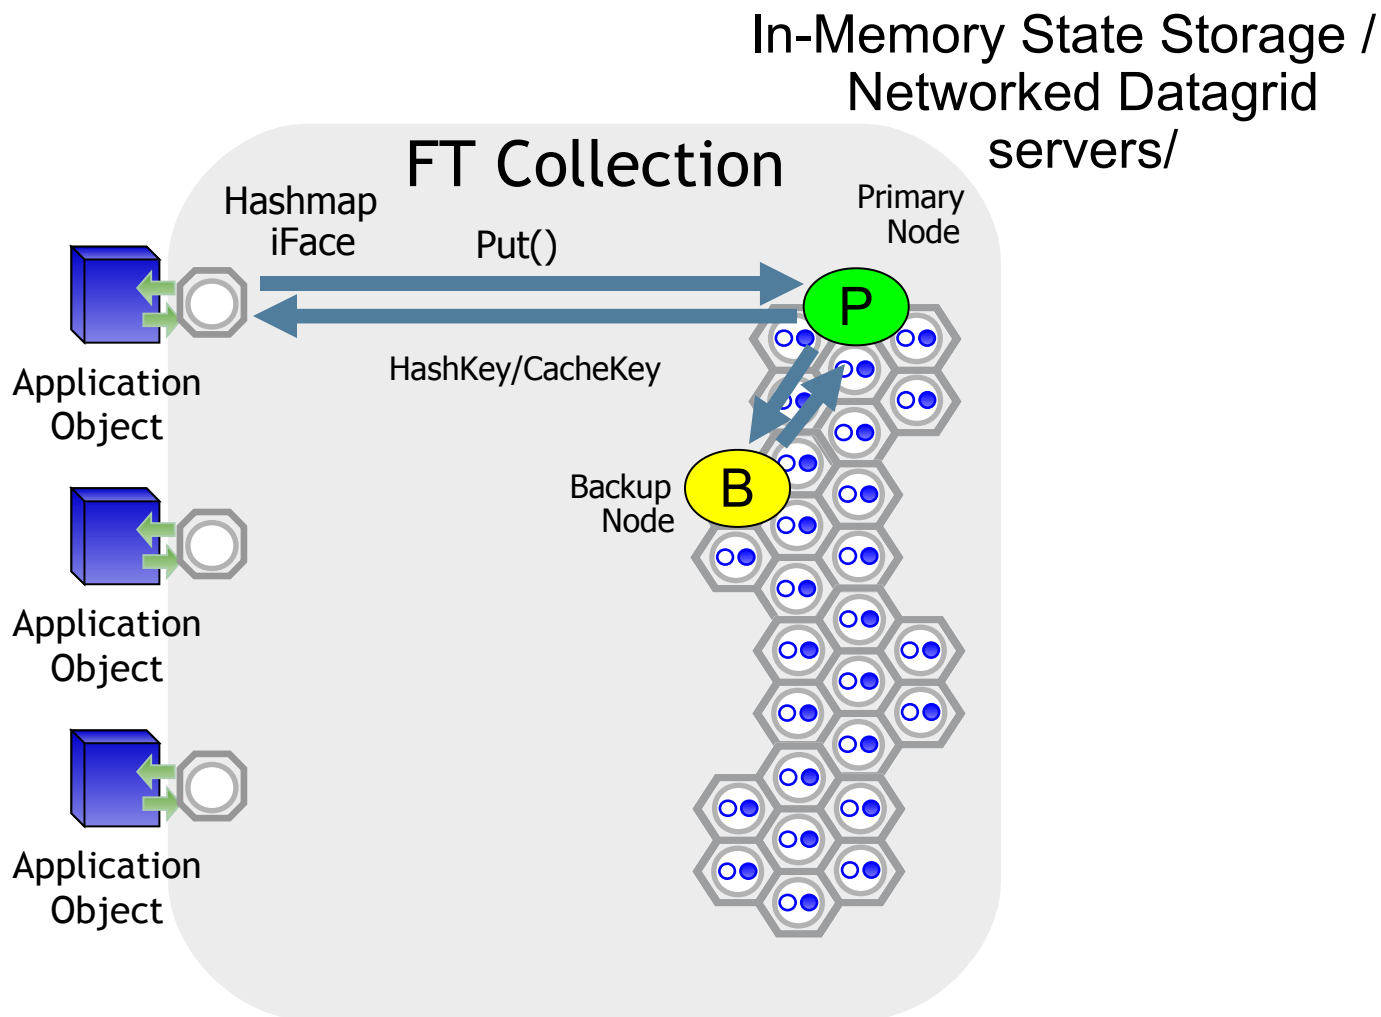 In-Memory State Storage /
Networked Datagrid
servers/
FT Collection
Hashmap
iFace
Put()
Primary
Node
P
HashKey/CacheKey
Application
Object
Backup
Node
B
Application
Object
Application
Object